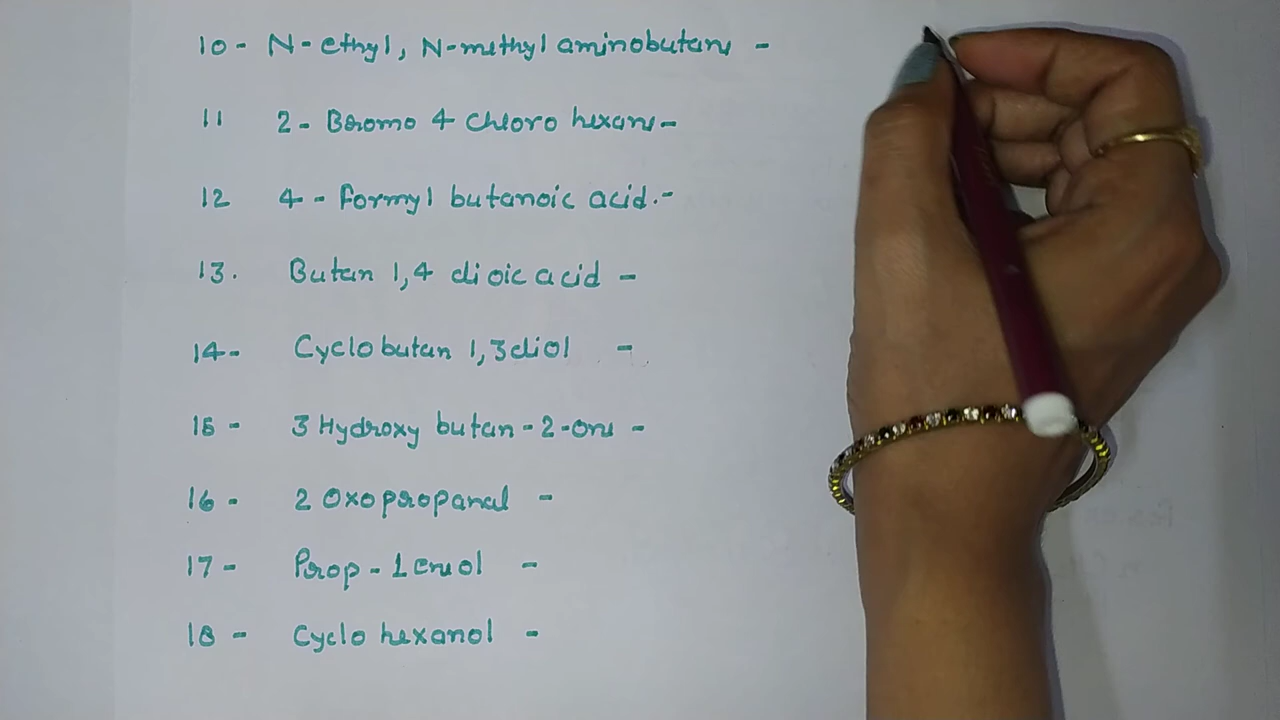 10 - N-ethyl, N-methyl aminobutane -
11 2 - Bromo 4 Chloro hexane -
12 4 - formyl butanoic acid. -
13. Butan 1,4 dioic acid -
14 - Cyclobutan 1,3 diol -
15 - 3 Hydroxy butan - 2 - one -
16 - 2 Oxopropanal -
17 - Prop - 1 enol -
18 - Cyclo hexanol -